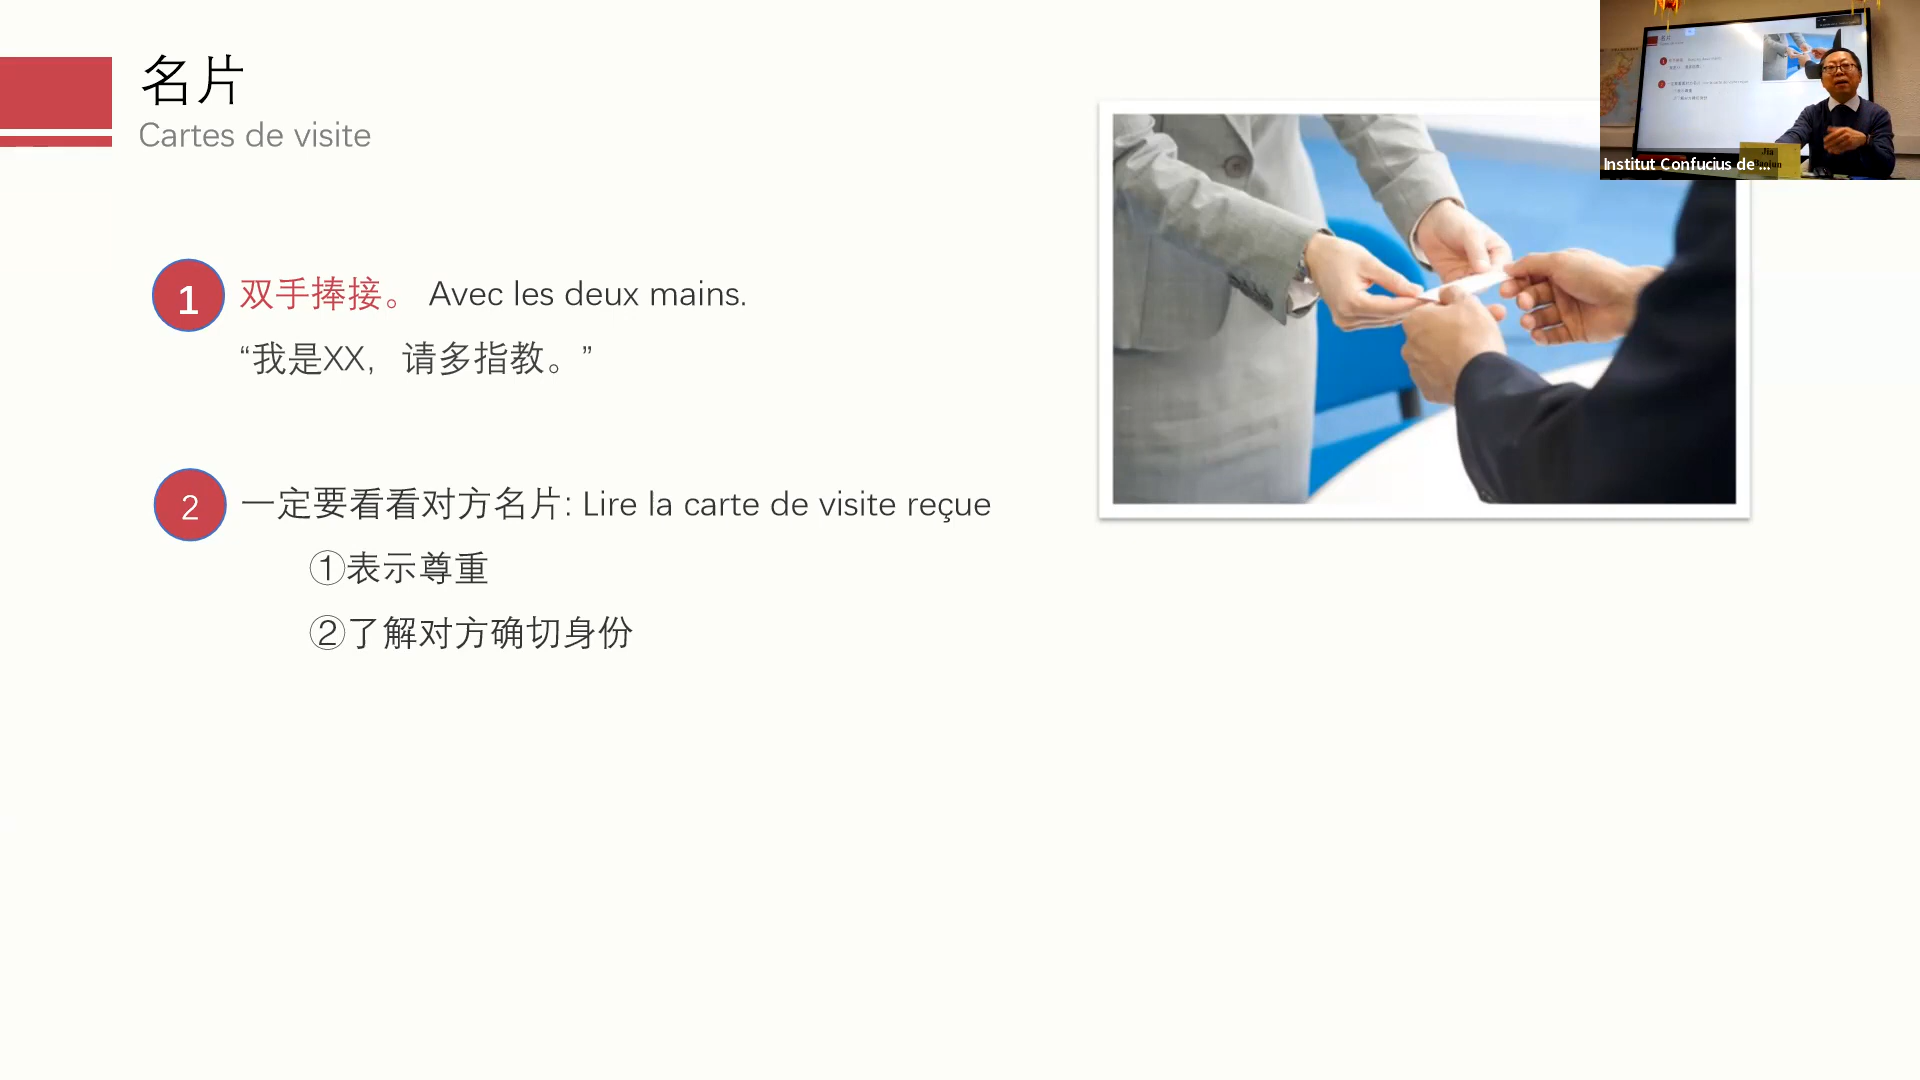 名片
Cartes de visite
1 双手捧接。 Avec les deux mains.
“我是XX，请多指教。”
2 一定要看看对方名片: Lire la carte de visite reçue
①表示尊重
②了解对方确切身份
Institut Confucius de ...
Jia